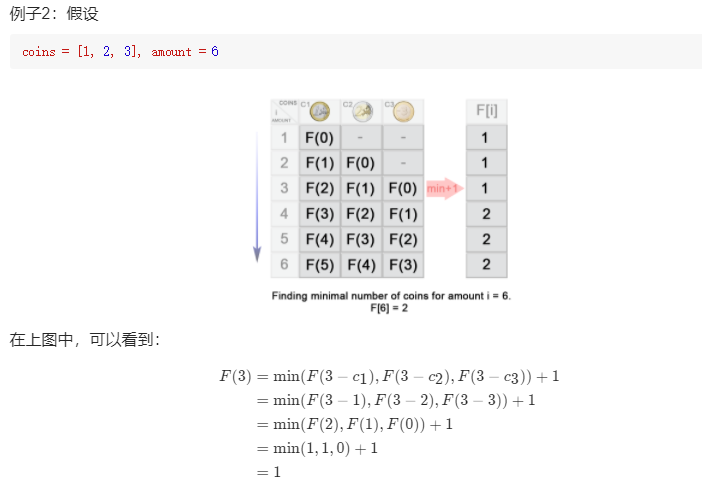 例子2：假设
coins = [1, 2, 3], amount = 6
COINS C1 C2 C3 F[i]
i
AMOUNT
1 F(0) - - 1
2 F(1) F(0) - 1
3 F(2) F(1) F(0) min+1 1
4 F(3) F(2) F(1) 2
5 F(4) F(3) F(2) 2
6 F(5) F(4) F(3) 2
Finding minimal number of coins for amount i = 6.
F[6] = 2
在上图中，可以看到：
F(3) = min(F(3 − c₁), F(3 − c₂), F(3 − c₃)) + 1
= min(F(3 − 1), F(3 − 2), F(3 − 3)) + 1
= min(F(2), F(1), F(0)) + 1
= min(1, 1, 0) + 1
= 1